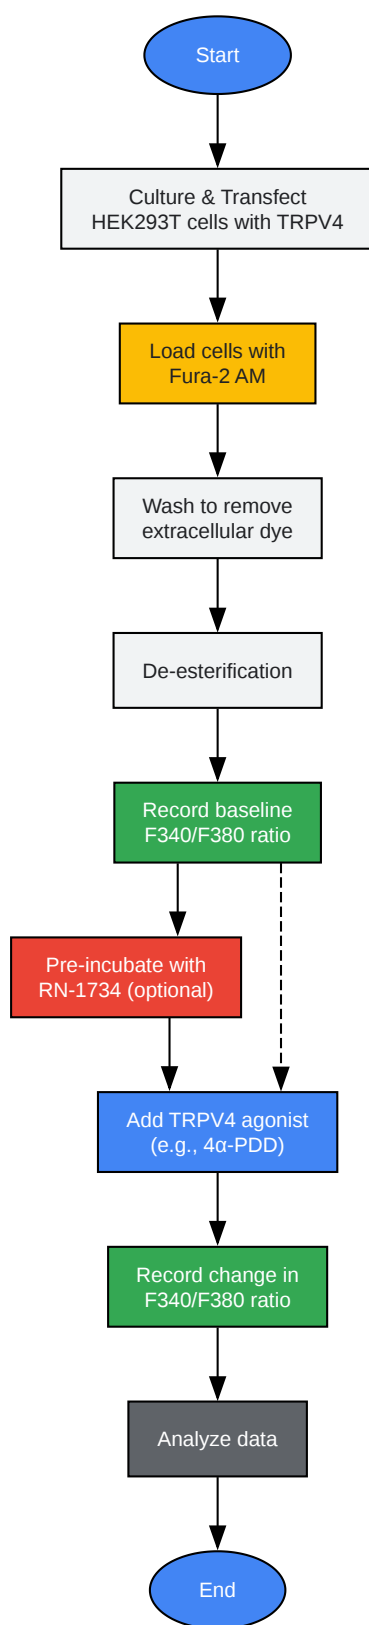 Start
Culture & Transfect
HEK293T cells with TRPV4
Load cells with
Fura-2 AM
Wash to remove
extracellular dye
De-esterification
Record baseline
F340/F380 ratio
Pre-incubate with
RN-1734 (optional)
Add TRPV4 agonist
(e.g., 4α-PDD)
Record change in
F340/F380 ratio
Analyze data
End